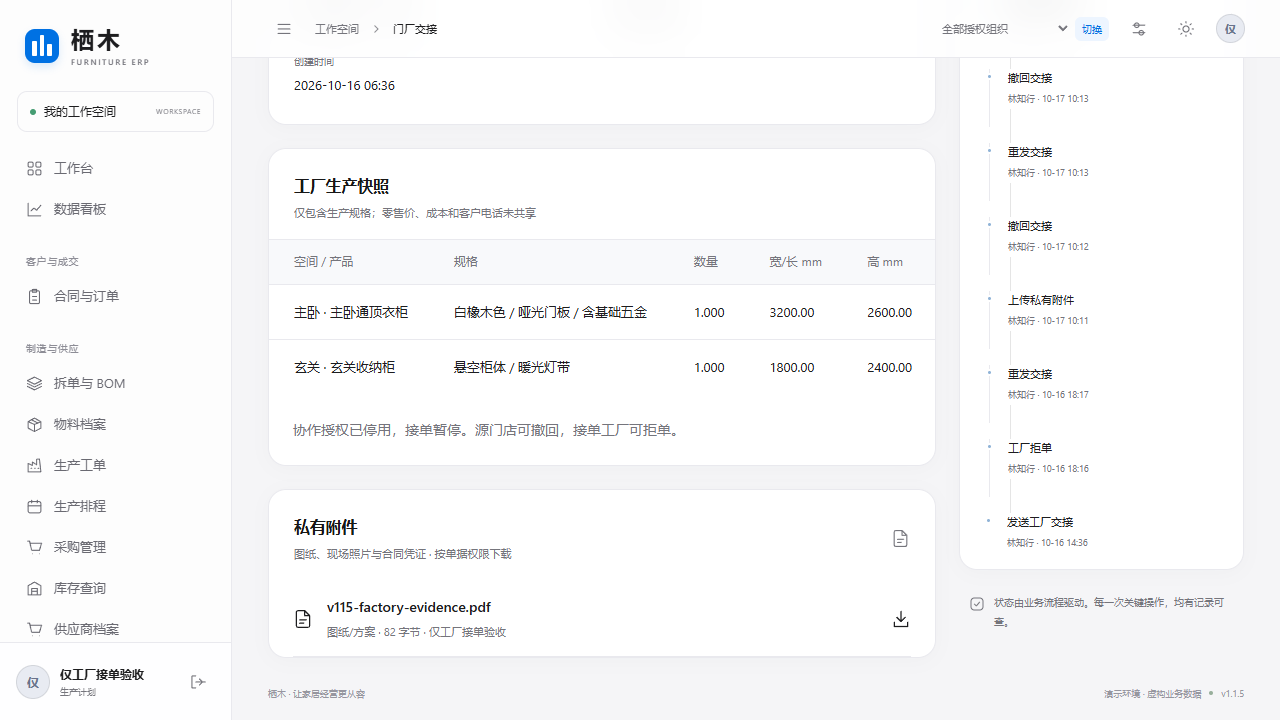 栖木
FURNITURE ERP
我的工作空间 WORKSPACE
工作台
数据看板
客户与成交
合同与订单
制造与供应
拆单与 BOM
物料档案
生产工单
生产排程
采购管理
库存查询
供应商档案
仅 仅工厂接单验收
生产计划
工作空间 > 门厂交接
全部授权组织 切换 仅
创建时间
2026-10-16 06:36
工厂生产快照
仅包含生产规格；零售价、成本和客户电话未共享
空间 / 产品 规格 数量 宽/长 mm 高 mm
主卧 · 主卧通顶衣柜 白橡木色 / 哑光门板 / 含基础五金 1.000 3200.00 2600.00
玄关 · 玄关收纳柜 悬空柜体 / 暖光灯带 1.000 1800.00 2400.00
协作授权已停用，接单暂停。源门店可撤回，接单工厂可拒单。
私有附件
图纸、现场照片与合同凭证 · 按单据权限下载
v115-factory-evidence.pdf
图纸/方案 · 82 字节 · 仅工厂接单验收
撤回交接
林知行 · 10-17 10:13
重发交接
林知行 · 10-17 10:13
撤回交接
林知行 · 10-17 10:12
上传私有附件
林知行 · 10-17 10:11
重发交接
林知行 · 10-16 18:17
工厂拒单
林知行 · 10-16 18:16
发送工厂交接
林知行 · 10-16 14:36
状态由业务流程驱动。每一次关键操作，均有记录可
查。
栖木 · 让家居经营更从容
演示环境 · 虚构业务数据 v1.1.5